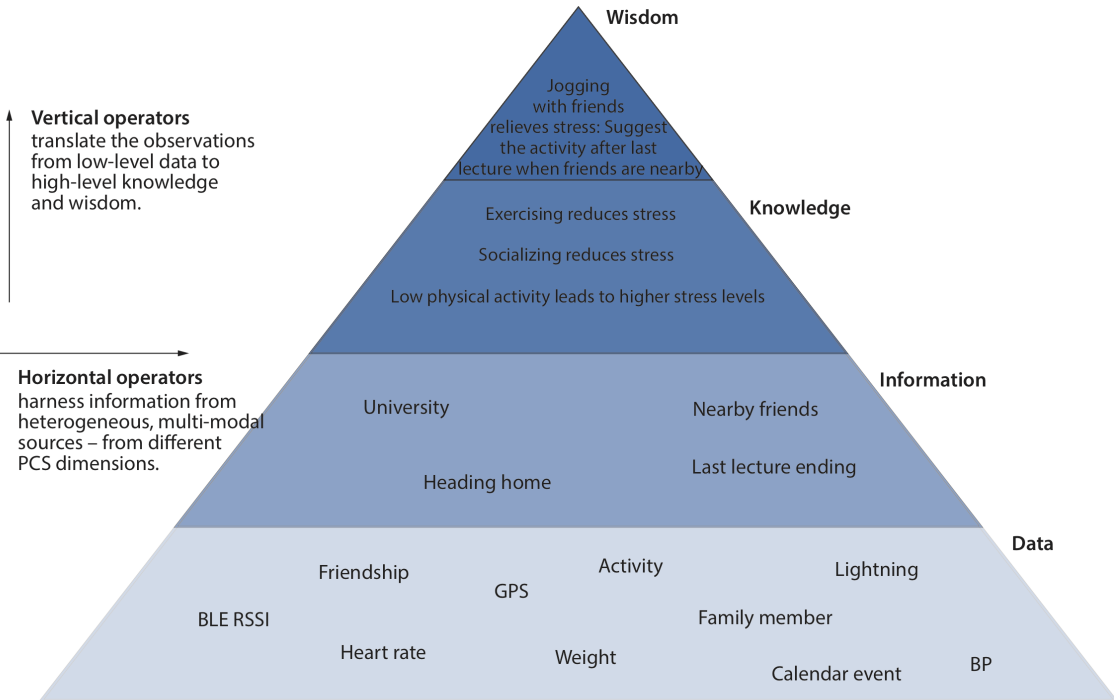 Wisdom
Jogging
with friends
relieves stress: Suggest
the activity after last
lecture when friends are nearby
Vertical operators
translate the observations
from low-level data to
high-level knowledge
and wisdom.
Knowledge
Exercising reduces stress
Socializing reduces stress
Low physical activity leads to higher stress levels
Horizontal operators
harness information from
heterogeneous, multi-modal
sources – from different
PCS dimensions.
Information
University
Nearby friends
Last lecture ending
Heading home
Data
Friendship
Activity
Lightning
GPS
BLE RSSI
Family member
Heart rate
Weight
Calendar event
BP